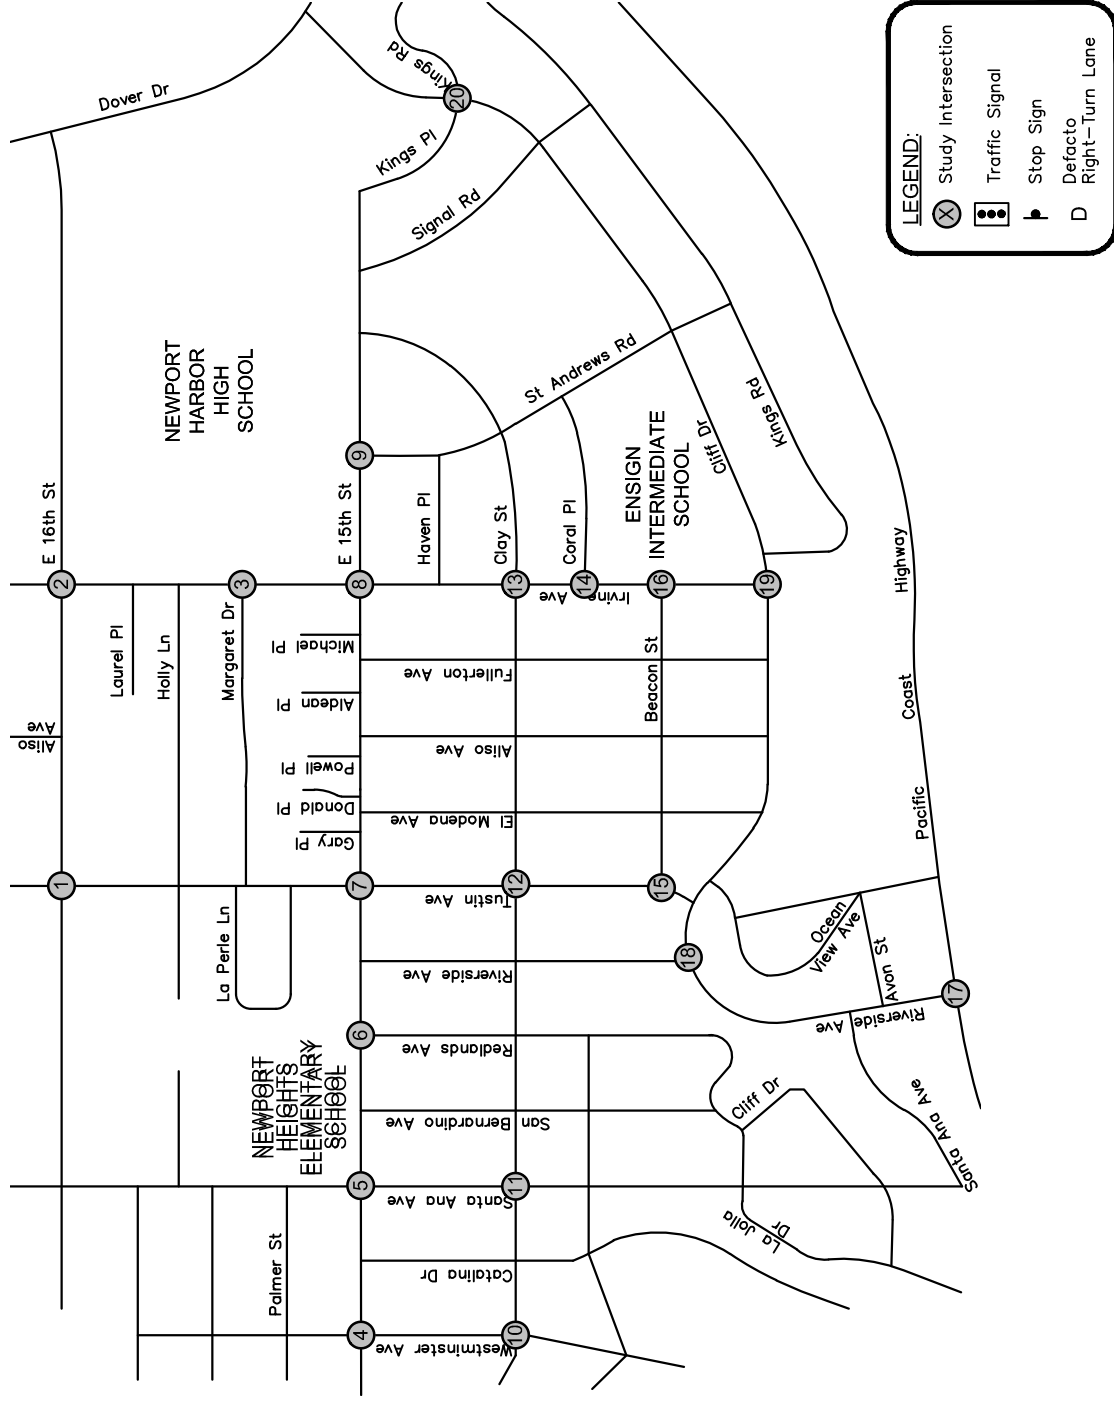 Dover Dr
Kings Rd
20
Kings Pl
Signal Rd
LEGEND:
X Study Intersection
Traffic Signal
Stop Sign
D Defacto
Right-Turn Lane
NEWPORT
HARBOR
HIGH
SCHOOL
St Andrews Rd
Cliff Dr
Kings Rd
ENSIGN
INTERMEDIATE
SCHOOL
E 16th St
E 15th St
9
Haven Pl
Clay St
Coral Pl
2
3
8
13
14
16
19
Irvine Ave
Laurel Pl
Holly Ln
Margaret Dr
Michael Pl
Fullerton Ave
Beacon St
Aldean Pl
Aliso
Ave
Aliso Ave
Powell Pl
Donald Pl
El Modena Ave
Gary Pl
Pacific Coast Highway
1
7
12
15
Tustin Ave
La Perle Ln
Riverside Ave
18
Ocean
View Ave
Avon St
17
Riverside Ave
6
Redlands Ave
NEWPORT
HEIGHTS
ELEMENTARY
SCHOOL
San Bernardino Ave
Cliff Dr
Santa Ana Ave
5
11
Santa Ana Ave
La Jolla
Dr
Palmer St
Catalina Dr
4
10
Westminster Ave